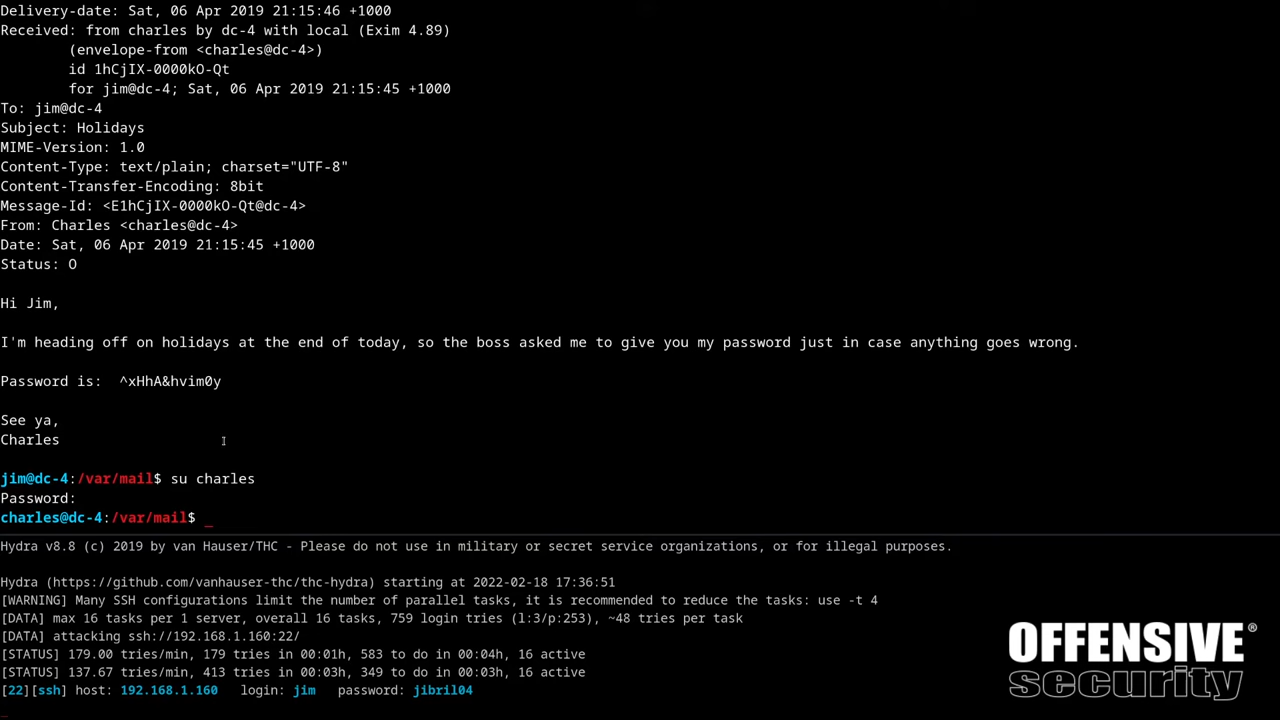 Delivery-date: Sat, 06 Apr 2019 21:15:46 +1000
Received: from charles by dc-4 with local (Exim 4.89)
        (envelope-from <charles@dc-4>)
        id 1hCjIX-0000kO-Qt
        for jim@dc-4; Sat, 06 Apr 2019 21:15:45 +1000
To: jim@dc-4
Subject: Holidays
MIME-Version: 1.0
Content-Type: text/plain; charset="UTF-8"
Content-Transfer-Encoding: 8bit
Message-Id: <E1hCjIX-0000kO-Qt@dc-4>
From: Charles <charles@dc-4>
Date: Sat, 06 Apr 2019 21:15:45 +1000
Status: O
Hi Jim,
I'm heading off on holidays at the end of today, so the boss asked me to give you my password just in case anything goes wrong.
Password is:  ^xHhA&hvim0y
See ya,
Charles
jim@dc-4:/var/mail$ su charles
Password:
charles@dc-4:/var/mail$ _
Hydra v8.8 (c) 2019 by van Hauser/THC - Please do not use in military or secret service organizations, or for illegal purposes.
Hydra (https://github.com/vanhauser-thc/thc-hydra) starting at 2022-02-18 17:36:51
[WARNING] Many SSH configurations limit the number of parallel tasks, it is recommended to reduce the tasks: use -t 4
[DATA] max 16 tasks per 1 server, overall 16 tasks, 759 login tries (l:3/p:253), ~48 tries per task
[DATA] attacking ssh://192.168.1.160:22/
[STATUS] 179.00 tries/min, 179 tries in 00:01h, 583 to do in 00:04h, 16 active
[STATUS] 137.67 tries/min, 413 tries in 00:03h, 349 to do in 00:03h, 16 active
[22][ssh] host: 192.168.1.160   login: jim   password: jibril04
OFFENSIVE®
security